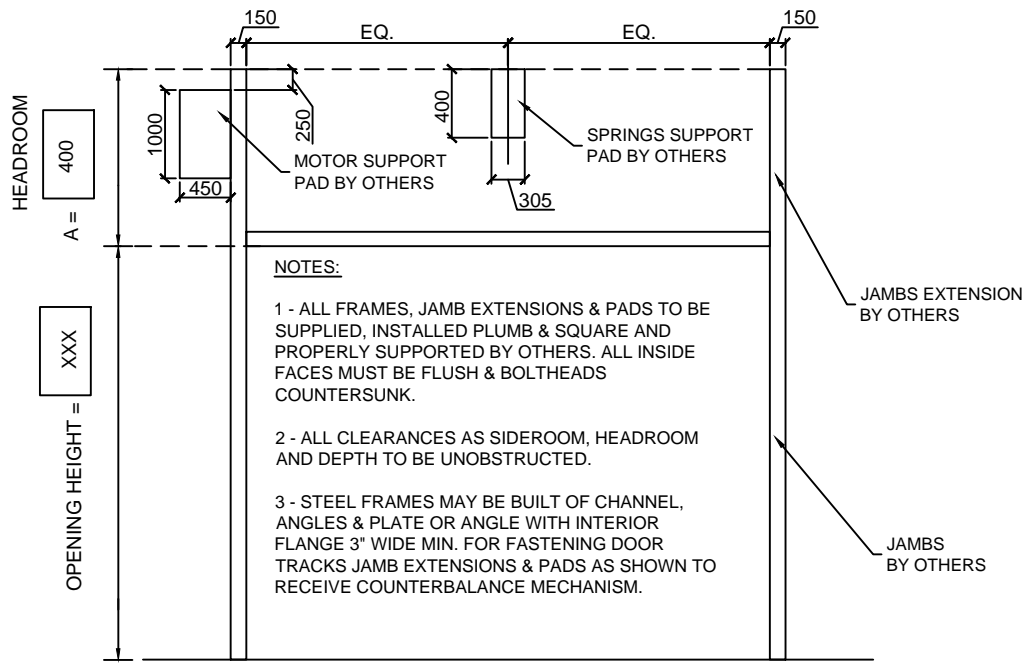 150
EQ.
EQ.
150
HEADROOM
A = 400
1000
450
250
MOTOR SUPPORT
PAD BY OTHERS
400
305
SPRINGS SUPPORT
PAD BY OTHERS
JAMBS EXTENSION
BY OTHERS
OPENING HEIGHT = XXX
NOTES:
1 - ALL FRAMES, JAMB EXTENSIONS & PADS TO BE
SUPPLIED, INSTALLED PLUMB & SQUARE AND
PROPERLY SUPPORTED BY OTHERS. ALL INSIDE
FACES MUST BE FLUSH & BOLTHEADS
COUNTERSUNK.
2 - ALL CLEARANCES AS SIDEROOM, HEADROOM
AND DEPTH TO BE UNOBSTRUCTED.
3 - STEEL FRAMES MAY BE BUILT OF CHANNEL,
ANGLES & PLATE OR ANGLE WITH INTERIOR
FLANGE 3" WIDE MIN. FOR FASTENING DOOR
TRACKS JAMB EXTENSIONS & PADS AS SHOWN TO
RECEIVE COUNTERBALANCE MECHANISM.
JAMBS
BY OTHERS